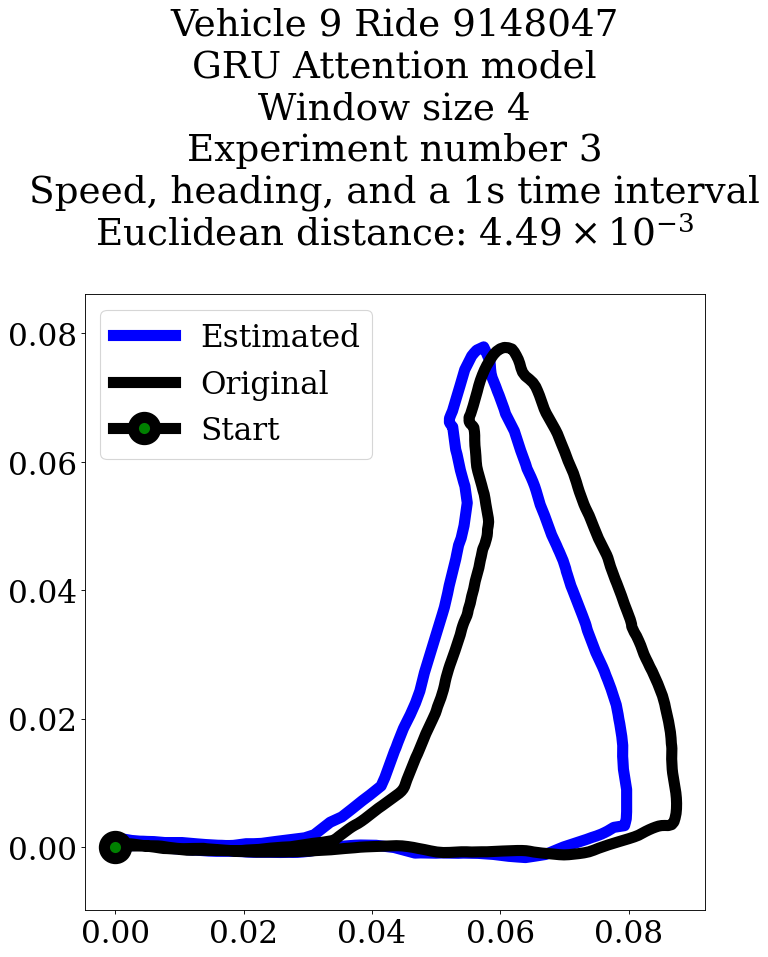 Vehicle 9 Ride 9148047
GRU Attention model
Window size 4
Experiment number 3
Speed, heading, and a 1s time interval
Euclidean distance: 4.49 × 10⁻³
Estimated
Original
Start
0.08
0.06
0.04
0.02
0.00
0.00 0.02 0.04 0.06 0.08